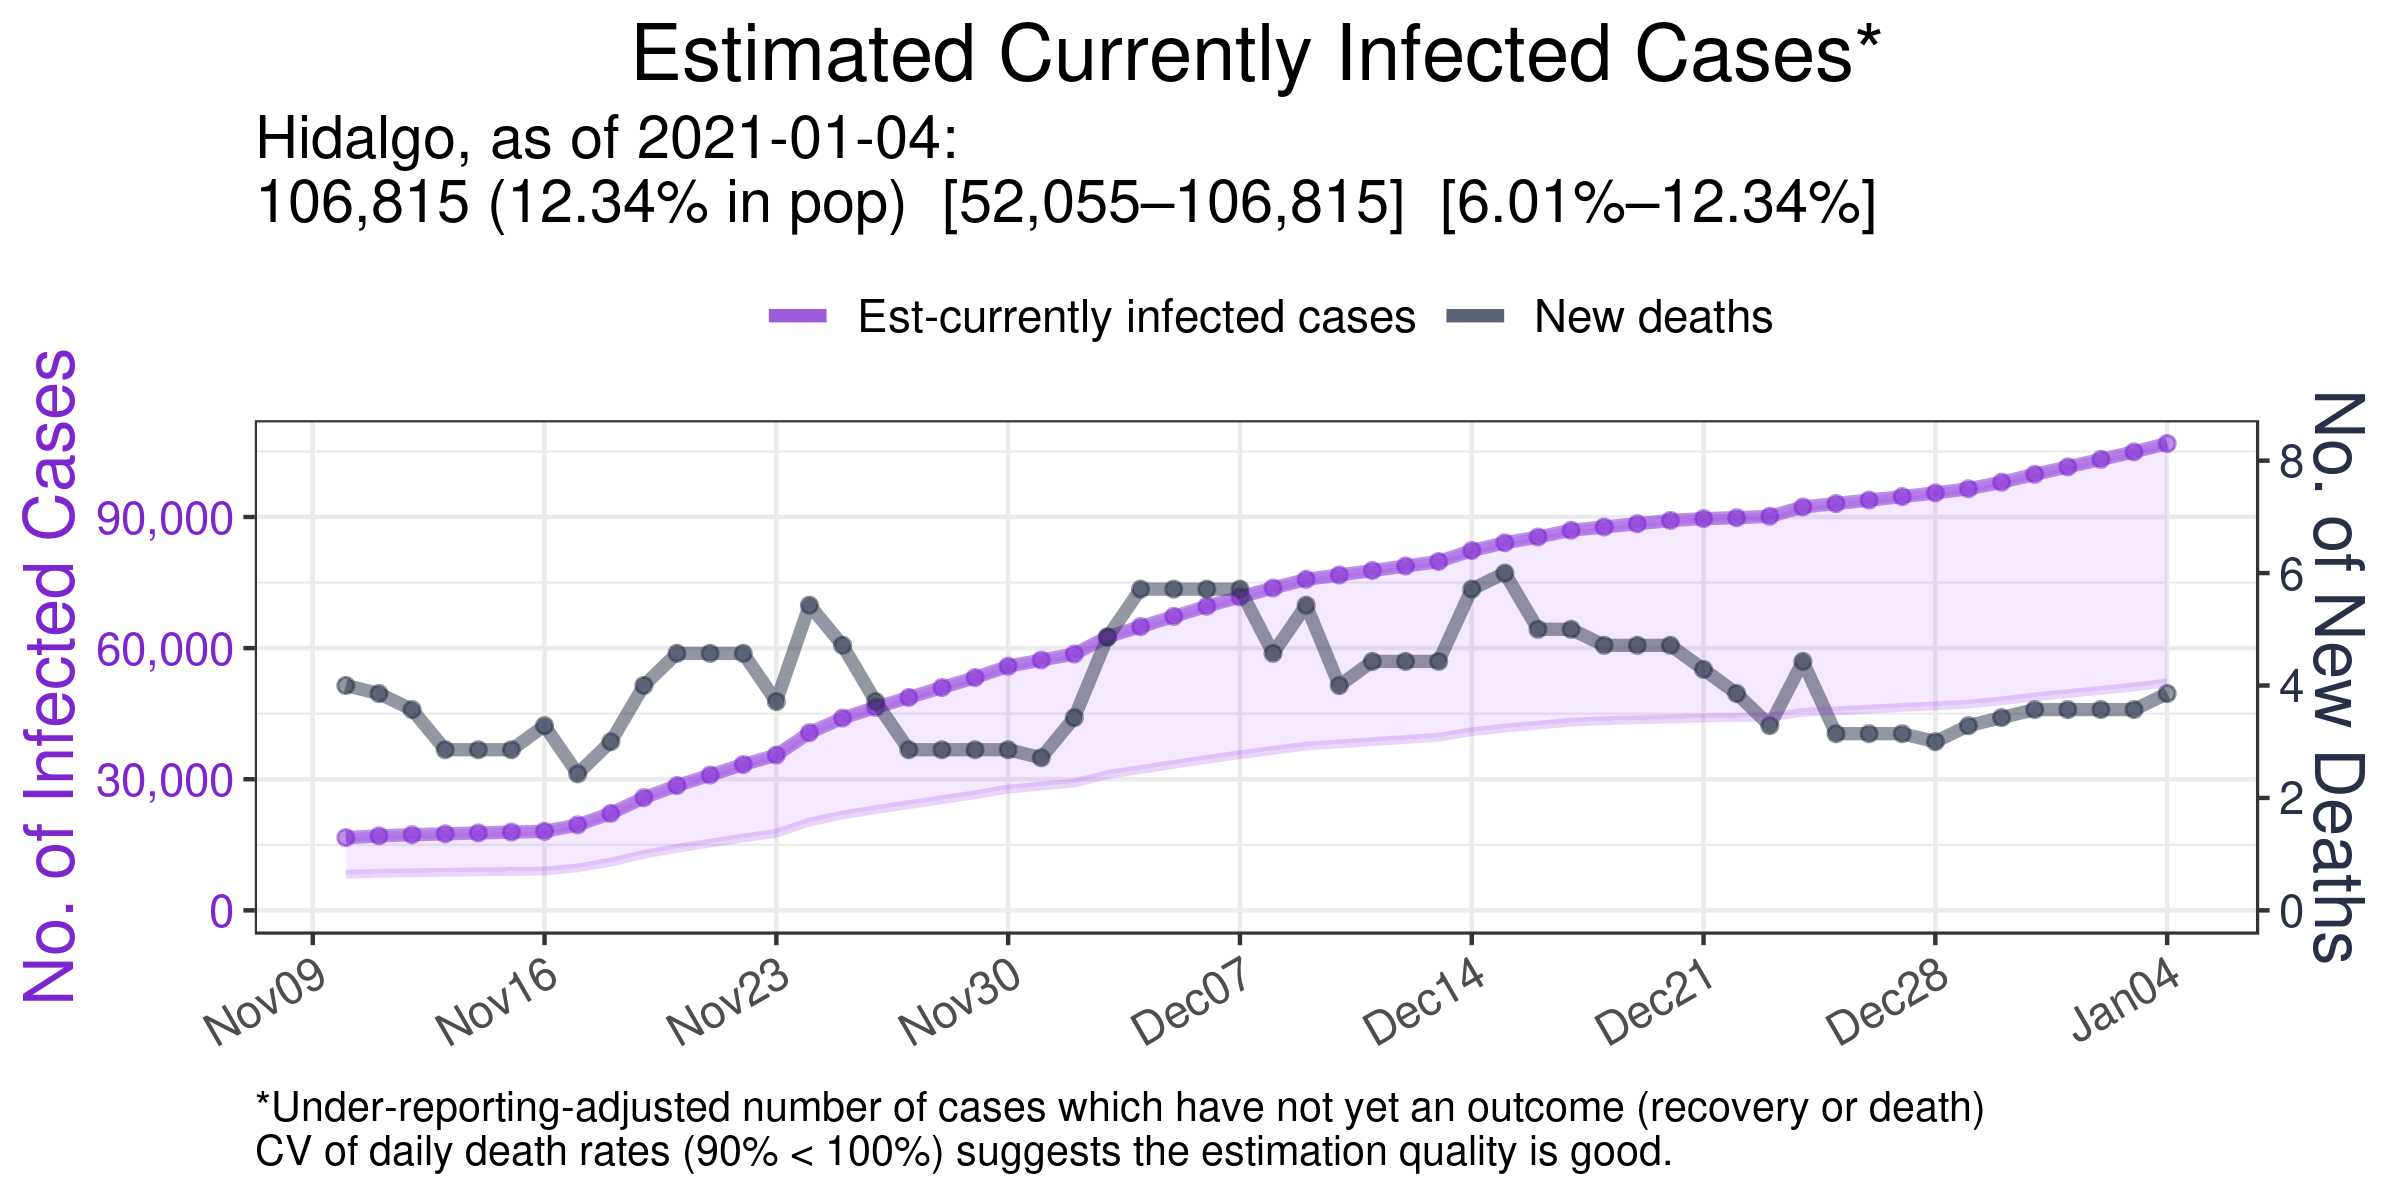 Estimated Currently Infected Cases*
Hidalgo, as of 2021-01-04:
106,815 (12.34% in pop)  [52,055–106,815]  [6.01%–12.34%]
Est-currently infected cases
New deaths
No. of Infected Cases
90,000
60,000
30,000
0
No. of New Deaths
8
6
4
2
0
Nov09
Nov16
Nov23
Nov30
Dec07
Dec14
Dec21
Dec28
Jan04
*Under-reporting-adjusted number of cases which have not yet an outcome (recovery or death)
CV of daily death rates (90% < 100%) suggests the estimation quality is good.